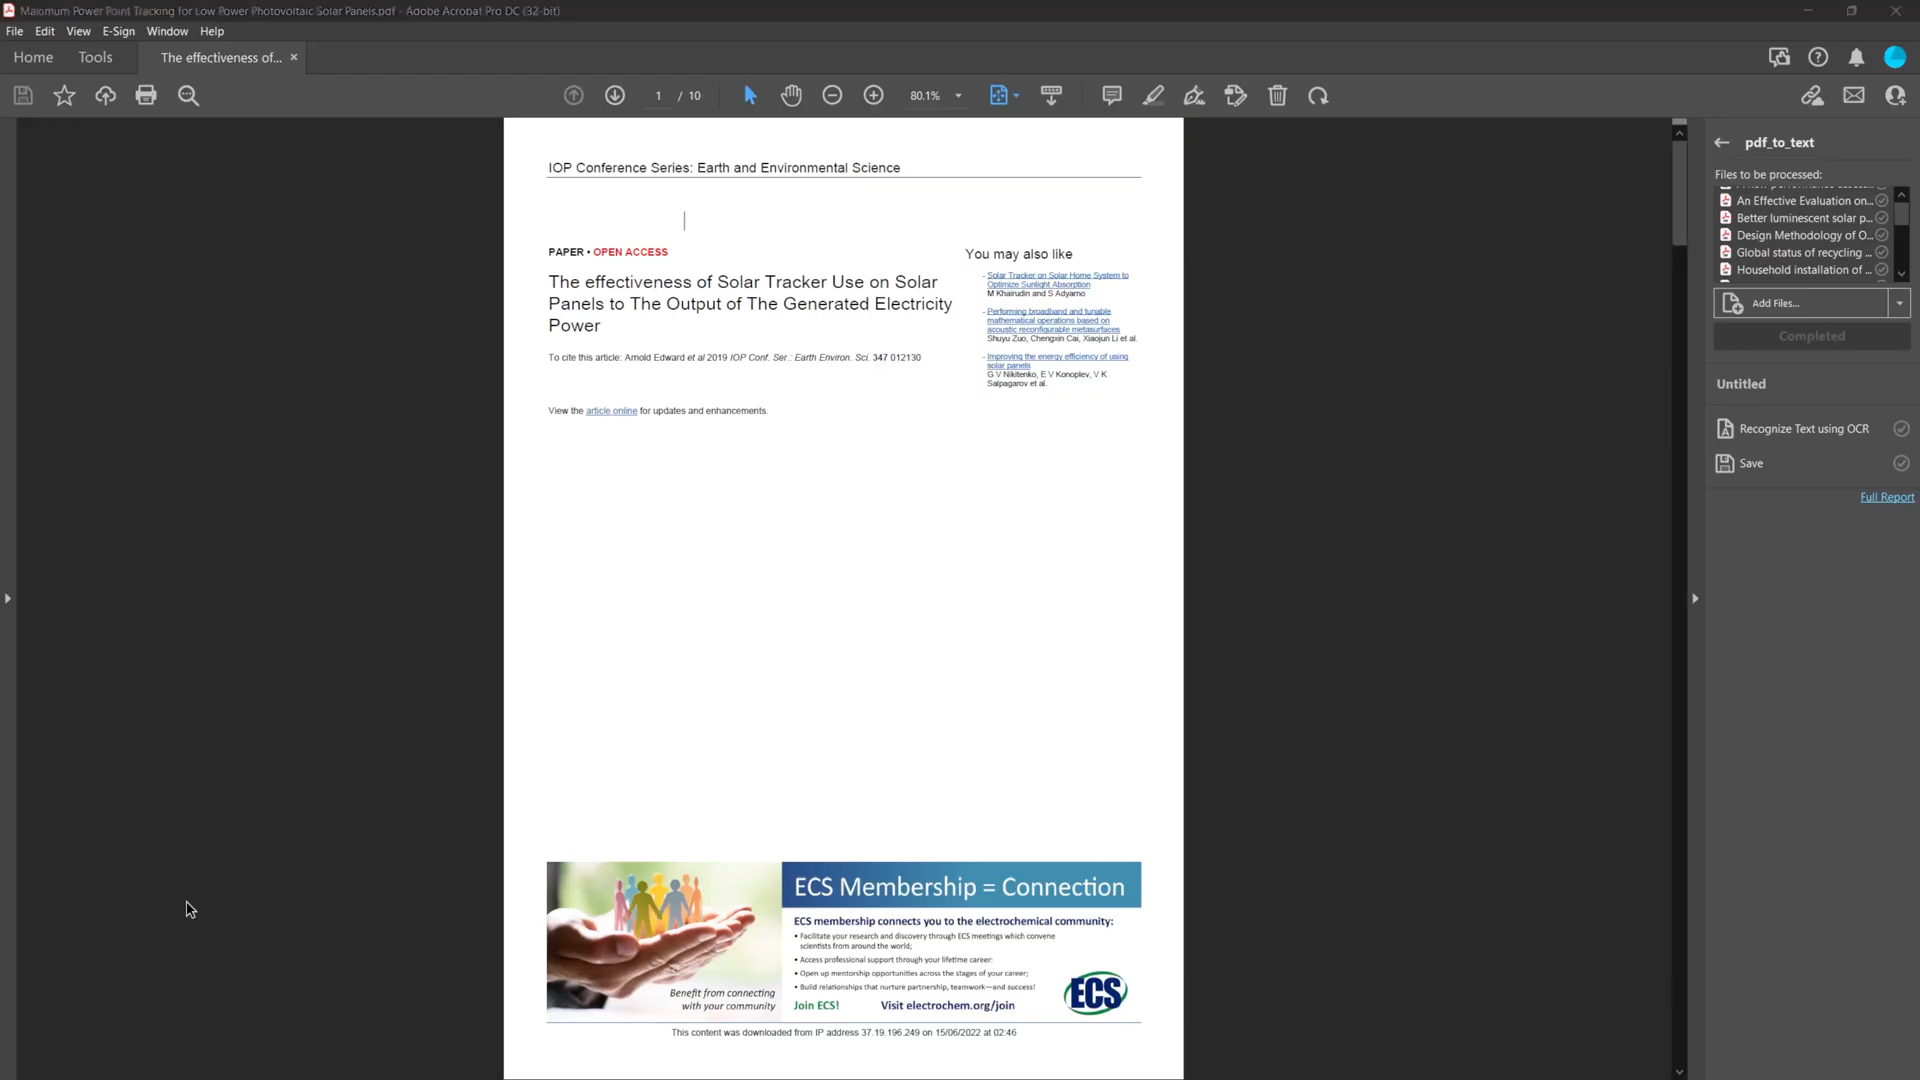 Maximum Power Point Tracking for Low Power Photovoltaic Solar Panels.pdf - Adobe Acrobat Pro DC (32-bit)
File Edit View E-Sign Window Help
Home Tools The effectiveness of... ×
1 / 10 80.1%
IOP Conference Series: Earth and Environmental Science
PAPER • OPEN ACCESS
The effectiveness of Solar Tracker Use on Solar
Panels to The Output of The Generated Electricity
Power
To cite this article: Arnold Edward et al 2019 IOP Conf. Ser.: Earth Environ. Sci. 347 012130
View the article online for updates and enhancements.
You may also like
- Solar Tracker on Solar Home System to
Optimize Sunlight Absorption
M Khairudin and S Adyarno
- Performing broadband and tunable
mathematical operations based on
acoustic reconfigurable metasurfaces
Shuyu Zuo, Chengxin Cai, Xiaojun Li et al.
- Improving the energy efficiency of using
solar panels
G V Nikitenko, E V Konoplev, V K
Salpagarov et al.
Benefit from connecting
with your community
ECS Membership = Connection
ECS membership connects you to the electrochemical community:
• Facilitate your research and discovery through ECS meetings which convene
scientists from around the world;
• Access professional support through your lifetime career:
• Open up mentorship opportunities across the stages of your career;
• Build relationships that nurture partnership, teamwork—and success!
Join ECS! Visit electrochem.org/join
ECS
This content was downloaded from IP address 37.19.196.249 on 15/06/2022 at 02:46
pdf_to_text
Files to be processed:
An Effective Evaluation on...
Better luminescent solar p...
Design Methodology of O...
Global status of recycling ...
Household installation of ...
Add Files...
Completed
Untitled
Recognize Text using OCR
Save
Full Report